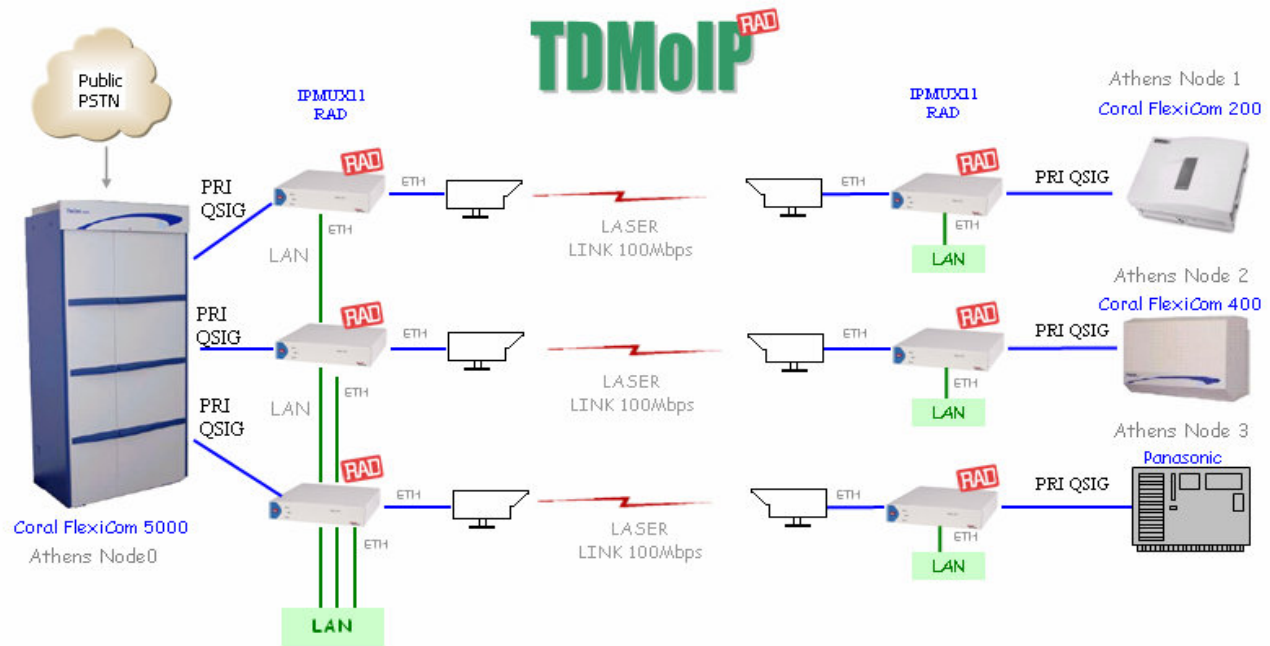 TDMoIP RAD
Public
PSTN
IPMUX11
RAD
IPMUX11
RAD
Athens Node 1
Coral FlexiCom 200
PRI
QSIG
RAD
ETH
ETH
LAN
LASER
LINK 100Mbps
ETH
RAD
ETH
LAN
PRI QSIG
Athens Node 2
Coral FlexiCom 400
PRI
QSIG
RAD
ETH
ETH
LAN
LASER
LINK 100Mbps
ETH
RAD
ETH
LAN
PRI QSIG
Athens Node 3
Panasonic
PRI
QSIG
RAD
ETH
ETH
LASER
LINK 100Mbps
ETH
RAD
ETH
LAN
PRI QSIG
Coral FlexiCom 5000
Athens Node0
LAN